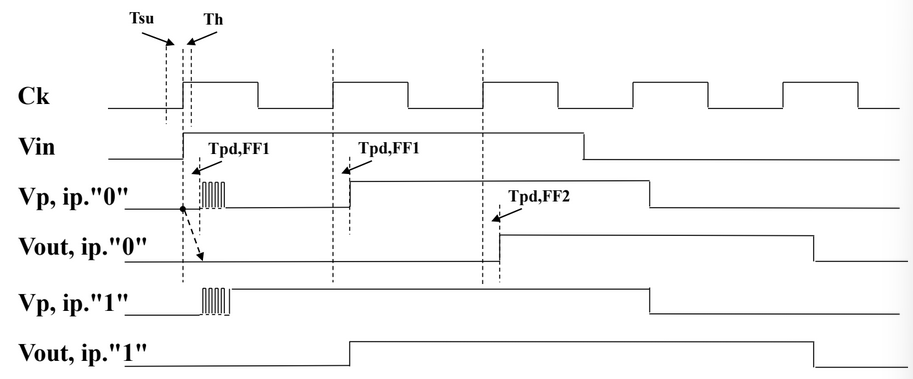 Tsu Th
Ck
Vin
Tpd,FF1 Tpd,FF1
Vp, ip."0"
Tpd,FF2
Vout, ip."0"
Vp, ip."1"
Vout, ip."1"